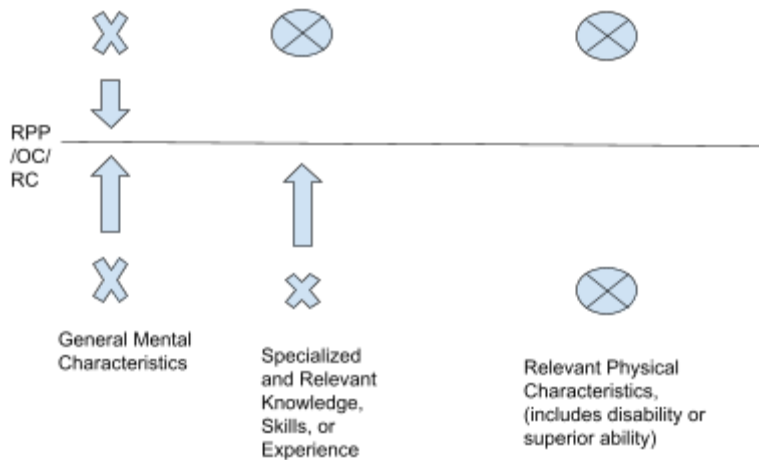 RPP
/OC/
RC
General Mental
Characteristics
Specialized
and Relevant
Knowledge,
Skills, or
Experience
Relevant Physical
Characteristics,
(includes disability or
superior ability)